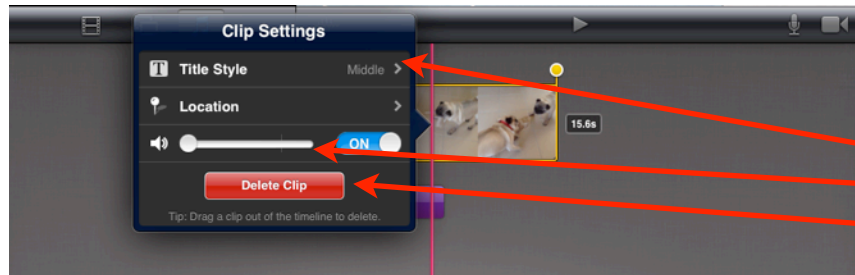 Clip Settings
T Title Style Middle
Location
ON
15.6s
Delete Clip
Tip: Drag a clip out of the timeline to delete.